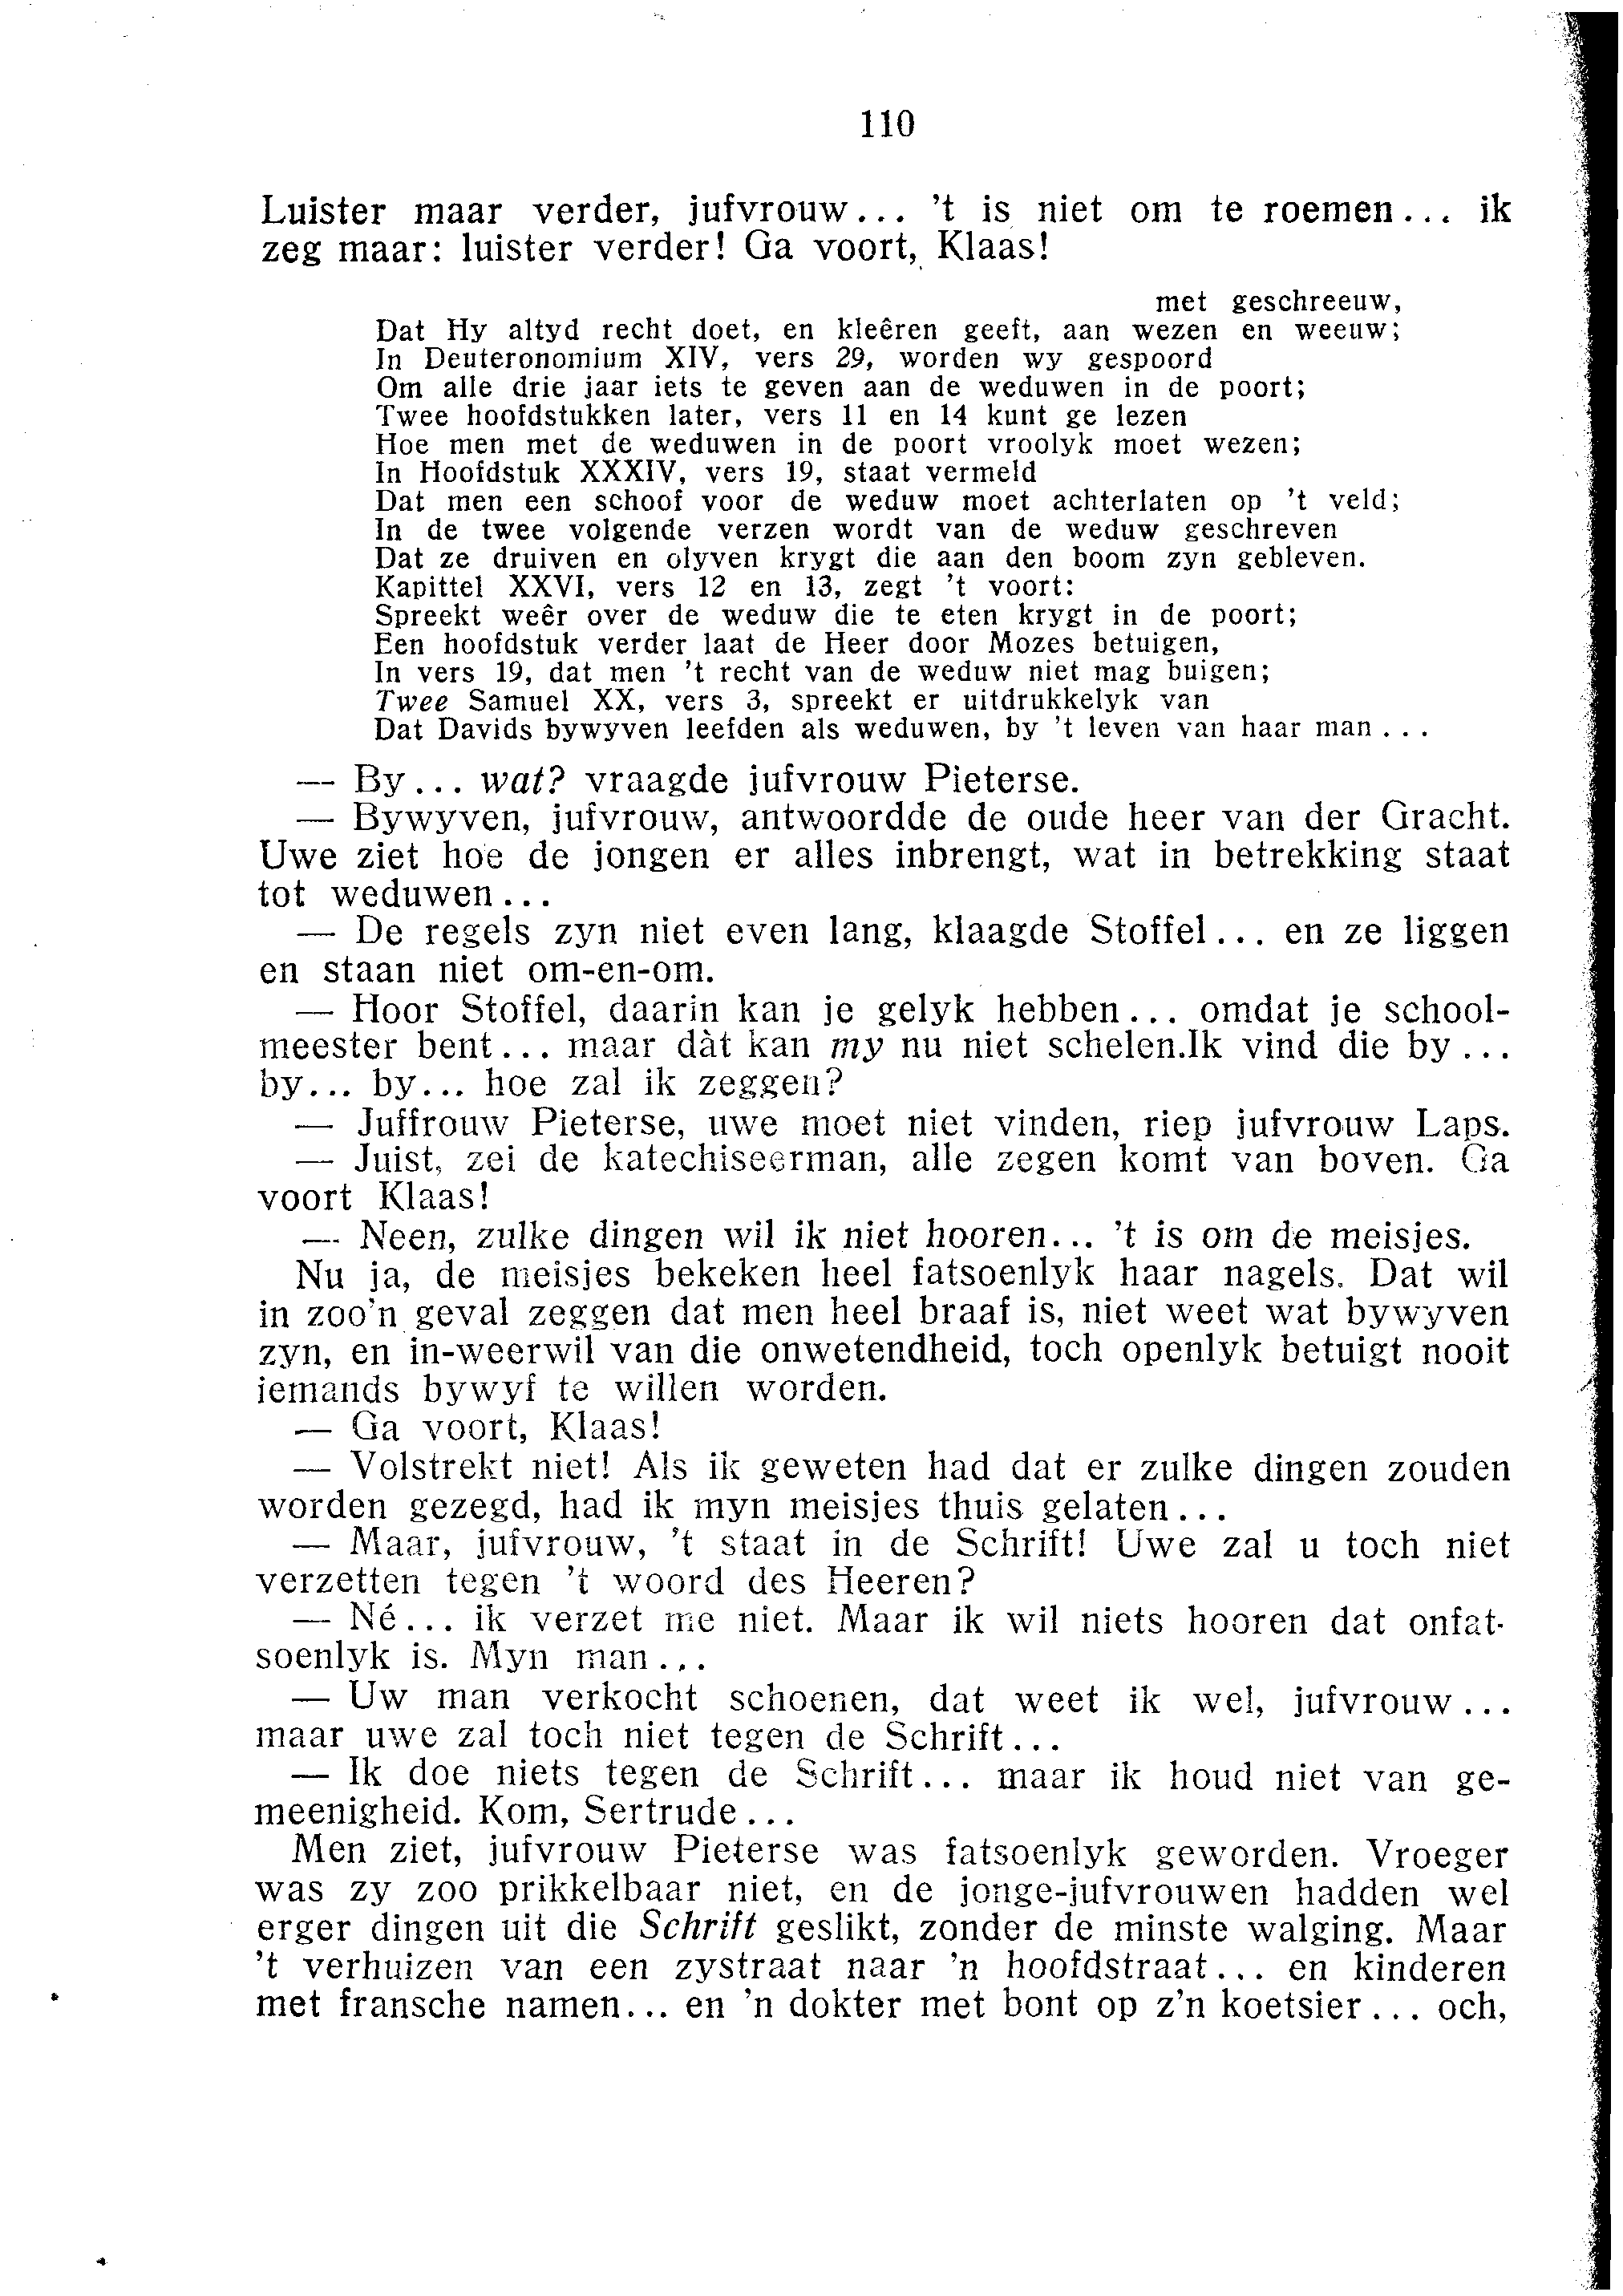 110
Luister maar verder, jufvrouw... 't is niet om te roemen... ik
zeg maar: luister verder! Ga voort, Klaas!
met geschreeuw,
Dat Hy altyd recht doet, en kleêren geeft, aan wezen en weeuw;
In Deuteronomium XIV, vers 29, worden wy gespoord
Om alle drie jaar iets te geven aan de weduwen in de poort;
Twee hoofdstukken later, vers 11 en 14 kunt ge lezen
Hoe men met de weduwen in de poort vroolyk moet wezen;
In Hoofdstuk XXXIV, vers 19, staat vermeld
Dat men een schoof voor de weduw moet achterlaten op 't veld;
In de twee volgende verzen wordt van de weduw geschreven
Dat ze druiven en olyven krygt die aan den boom zyn gebleven.
Kapittel XXVI, vers 12 en 13, zegt 't voort:
Spreekt weêr over de weduw die te eten krygt in de poort;
Een hoofdstuk verder laat de Heer door Mozes betuigen,
In vers 19, dat men 't recht van de weduw niet mag buigen;
Twee Samuel XX, vers 3, spreekt er uitdrukkelyk van
Dat Davids bywyven leefden als weduwen, by 't leven van haar man...
— By... wat? vraagde jufvrouw Pieterse.
— Bywyven, jufvrouw, antwoordde de oude heer van der Gracht.
Uwe ziet hoe de jongen er alles inbrengt, wat in betrekking staat
tot weduwen...
— De regels zyn niet even lang, klaagde Stoffel... en ze liggen
en staan niet om-en-om.
— Hoor Stoffel, daarin kan je gelyk hebben... omdat je school-
meester bent... maar dàt kan my nu niet schelen.Ik vind die by...
by... by... hoe zal ik zeggen?
— Juffrouw Pieterse, uwe moet niet vinden, riep jufvrouw Laps.
— Juist, zei de katechiseerman, alle zegen komt van boven. Ga
voort Klaas!
— Neen, zulke dingen wil ik niet hooren... 't is om de meisjes.
Nu ja, de meisjes bekeken heel fatsoenlyk haar nagels. Dat wil
in zoo'n geval zeggen dat men heel braaf is, niet weet wat bywyven
zyn, en in-weerwil van die onwetendheid, toch openlyk betuigt nooit
iemands bywyf te willen worden.
— Ga voort, Klaas!
— Volstrekt niet! Als ik geweten had dat er zulke dingen zouden
worden gezegd, had ik myn meisjes thuis gelaten...
— Maar, jufvrouw, 't staat in de Schrift! Uwe zal u toch niet
verzetten tegen 't woord des Heeren?
— Né... ik verzet me niet. Maar ik wil niets hooren dat onfat-
soenlyk is. Myn man...
— Uw man verkocht schoenen, dat weet ik wel, jufvrouw...
maar uwe zal toch niet tegen de Schrift...
— Ik doe niets tegen de Schrift... maar ik houd niet van ge-
meenigheid. Kom, Sertrude...
Men ziet, jufvrouw Pieterse was fatsoenlyk geworden. Vroeger
was zy zoo prikkelbaar niet, en de jonge-jufvrouwen hadden wel
erger dingen uit die Schrift geslikt, zonder de minste walging. Maar
't verhuizen van een zystraat naar 'n hoofdstraat... en kinderen
met fransche namen... en 'n dokter met bont op z'n koetsier... och,